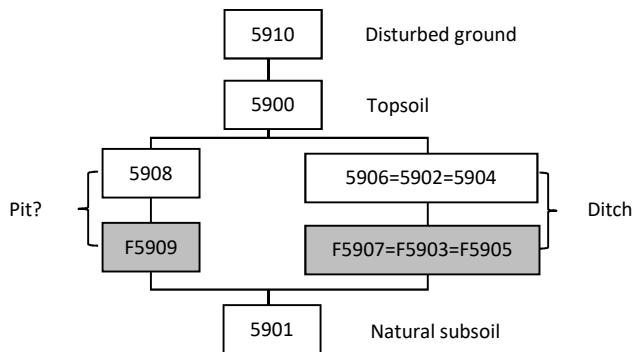 5910 Disturbed ground
5900 Topsoil
5908 5906=5902=5904
Pit? Ditch
F5909 F5907=F5903=F5905
5901 Natural subsoil